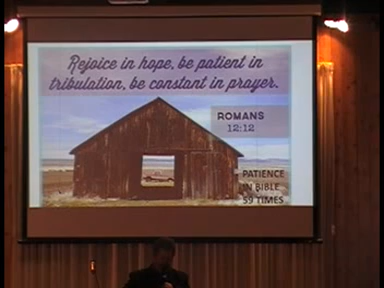 Rejoice in hope, be patient in
tribulation, be constant in prayer.
ROMANS
12:12
PATIENCE
IN BIBLE
59 TIMES